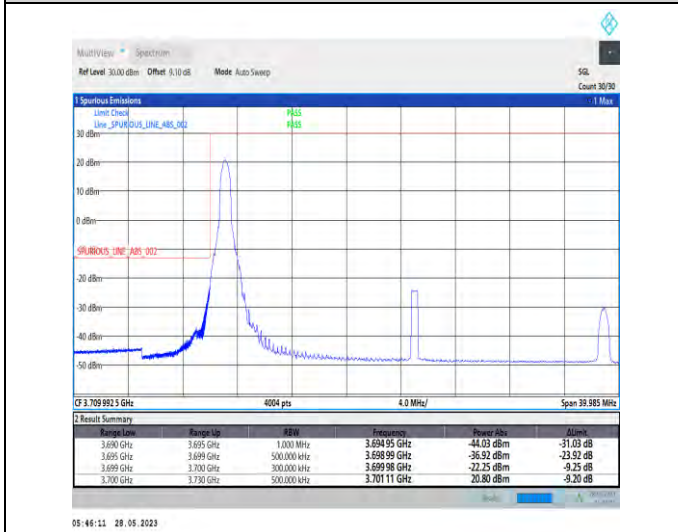 MultiView Spectrum
Ref Level 30.00 dBm Offset 9.10 dB Mode Auto Sweep SGL
Count 30/30
1 Spurious Emissions 1 Max
Limit Check PASS
Line _SPURIOUS_LINE_ABS_002 PASS
30 dBm
20 dBm
10 dBm
0 dBm
SPURIOUS_LINE_ABS_002
-20 dBm
-30 dBm
-40 dBm
-50 dBm
CF 3.709 992 5 GHz 4004 pts 4.0 MHz/ Span 39.985 MHz
2 Result Summary
Range Low Range Up RBW Frequency Power Abs ΔLimit
3.690 GHz 3.695 GHz 1.000 MHz 3.694 95 GHz -44.03 dBm -31.03 dB
3.695 GHz 3.699 GHz 500.000 kHz 3.698 99 GHz -36.92 dBm -23.92 dB
3.699 GHz 3.700 GHz 300.000 kHz 3.699 98 GHz -22.25 dBm -9.25 dB
3.700 GHz 3.730 GHz 500.000 kHz 3.701 11 GHz 20.80 dBm -9.20 dB
05:46:11 28.05.2023